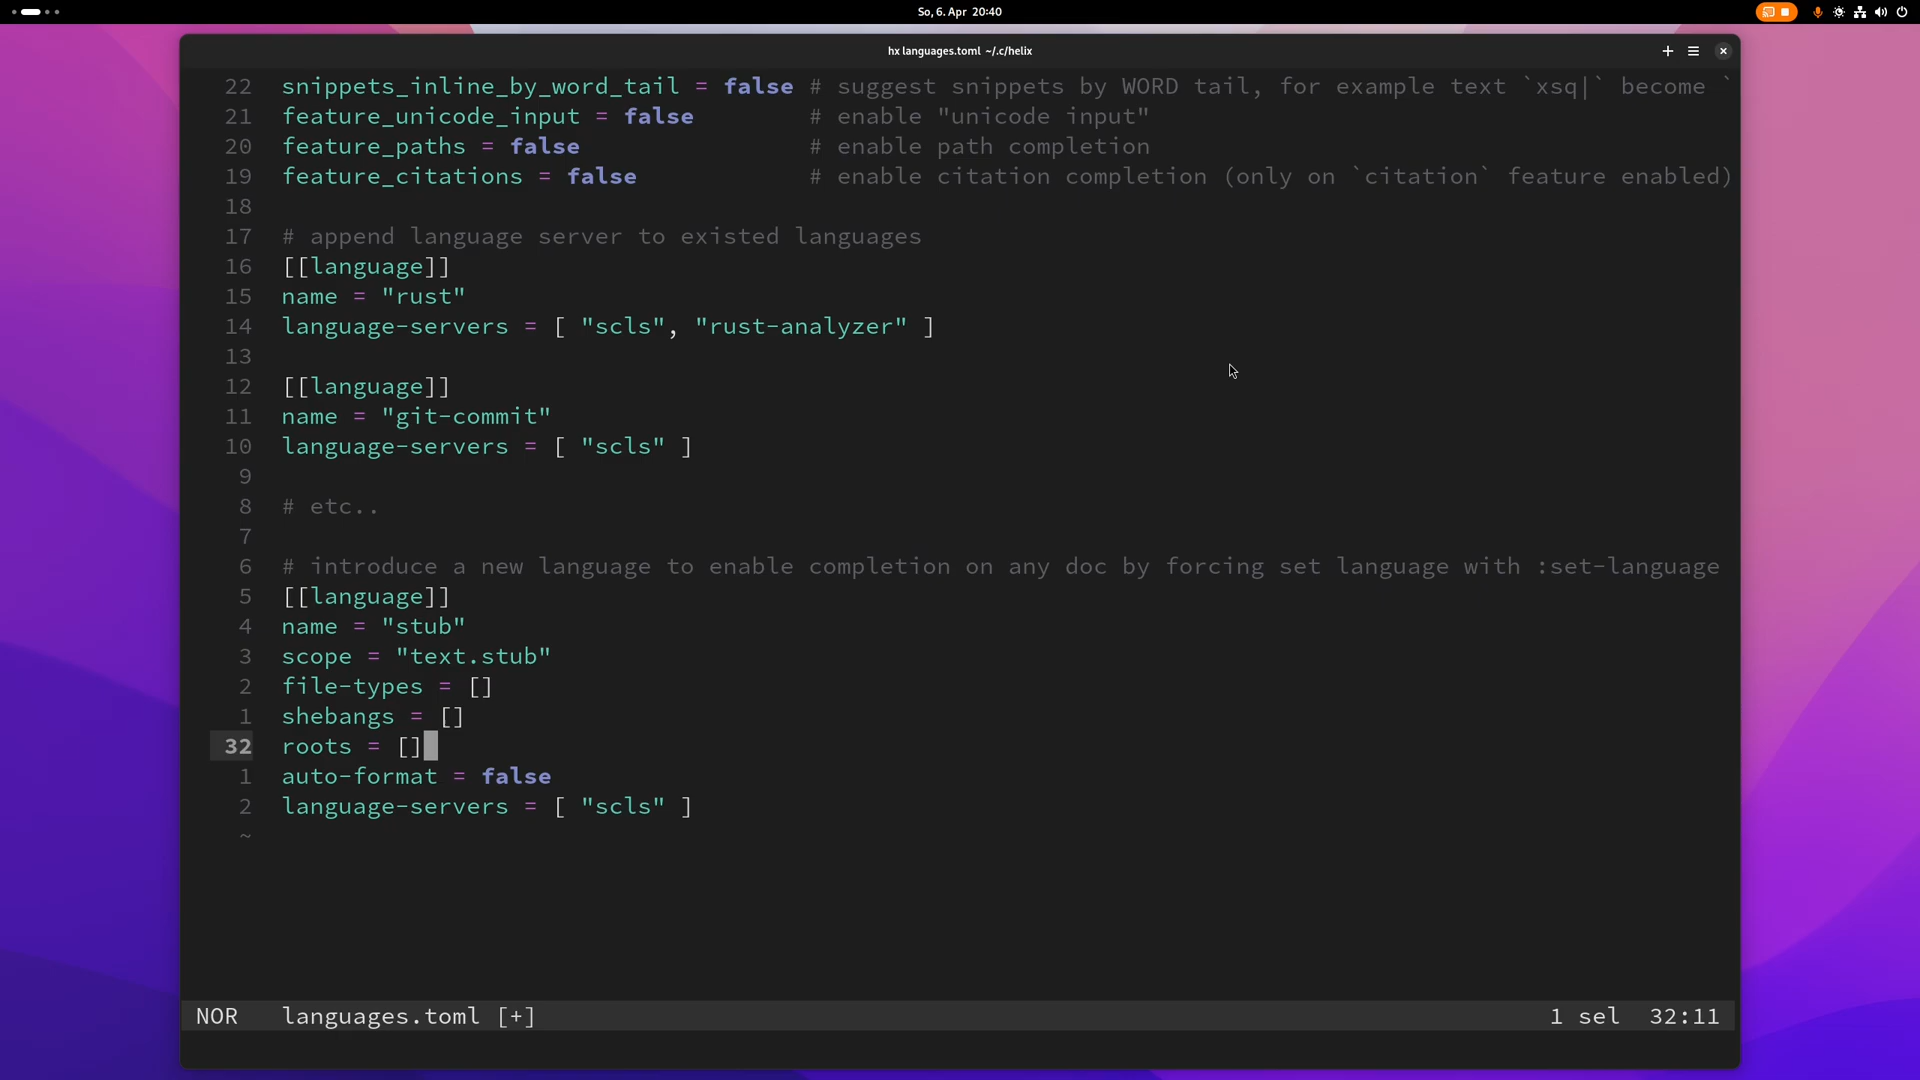 So, 6. Apr 20:40
hx languages.toml ~/.c/helix
22 snippets_inline_by_word_tail = false # suggest snippets by WORD tail, for example text `xsq|` become `
21 feature_unicode_input = false # enable "unicode input"
20 feature_paths = false # enable path completion
19 feature_citations = false # enable citation completion (only on `citation` feature enabled)
18
17 # append language server to existed languages
16 [[language]]
15 name = "rust"
14 language-servers = [ "scls", "rust-analyzer" ]
13
12 [[language]]
11 name = "git-commit"
10 language-servers = [ "scls" ]
9
8 # etc..
7
6 # introduce a new language to enable completion on any doc by forcing set language with :set-language
5 [[language]]
4 name = "stub"
3 scope = "text.stub"
2 file-types = []
1 shebangs = []
32 roots = []
1 auto-format = false
2 language-servers = [ "scls" ]
~
NOR languages.toml [+] 1 sel 32:11